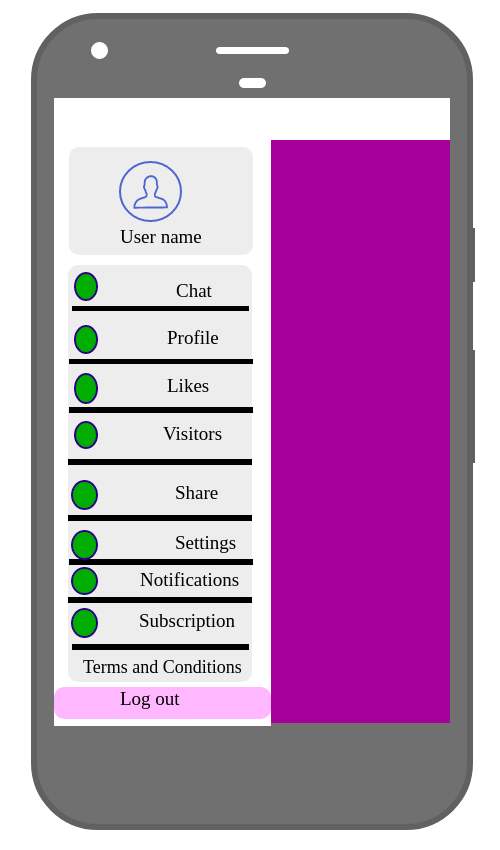 User name
Chat
Profile
Likes
Visitors
Share
Settings
Notifications
Subscription
Terms and Conditions
Log out